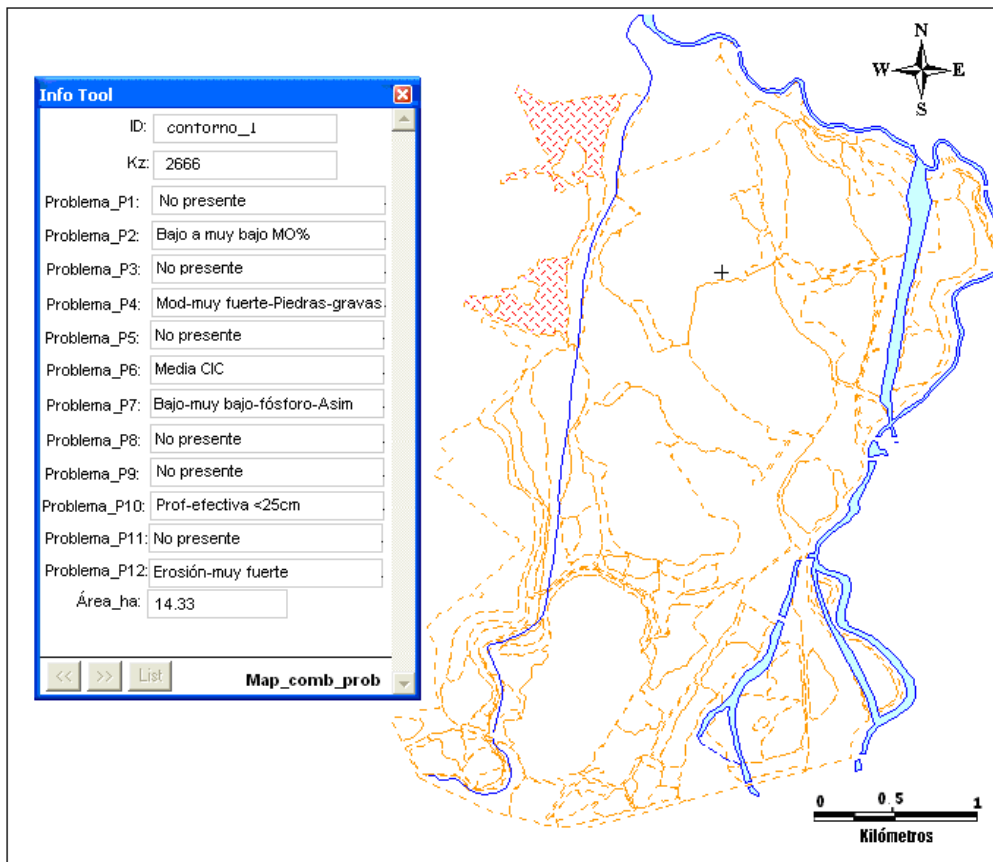 Info Tool
ID: contorno_1
Kz: 2666
Problema_P1: No presente
Problema_P2: Bajo a muy bajo MO%
Problema_P3: No presente
Problema_P4: Mod-muy fuerte-Piedras-gravas
Problema_P5: No presente
Problema_P6: Media CIC
Problema_P7: Bajo-muy bajo-fósforo-Asim
Problema_P8: No presente
Problema_P9: No presente
Problema_P10: Prof-efectiva <25cm
Problema_P11: No presente
Problema_P12: Erosión-muy fuerte
Área_ha: 14.33
<< >> List Map_comb_prob
N
W E
S
0 0.5 1
Kilómetros